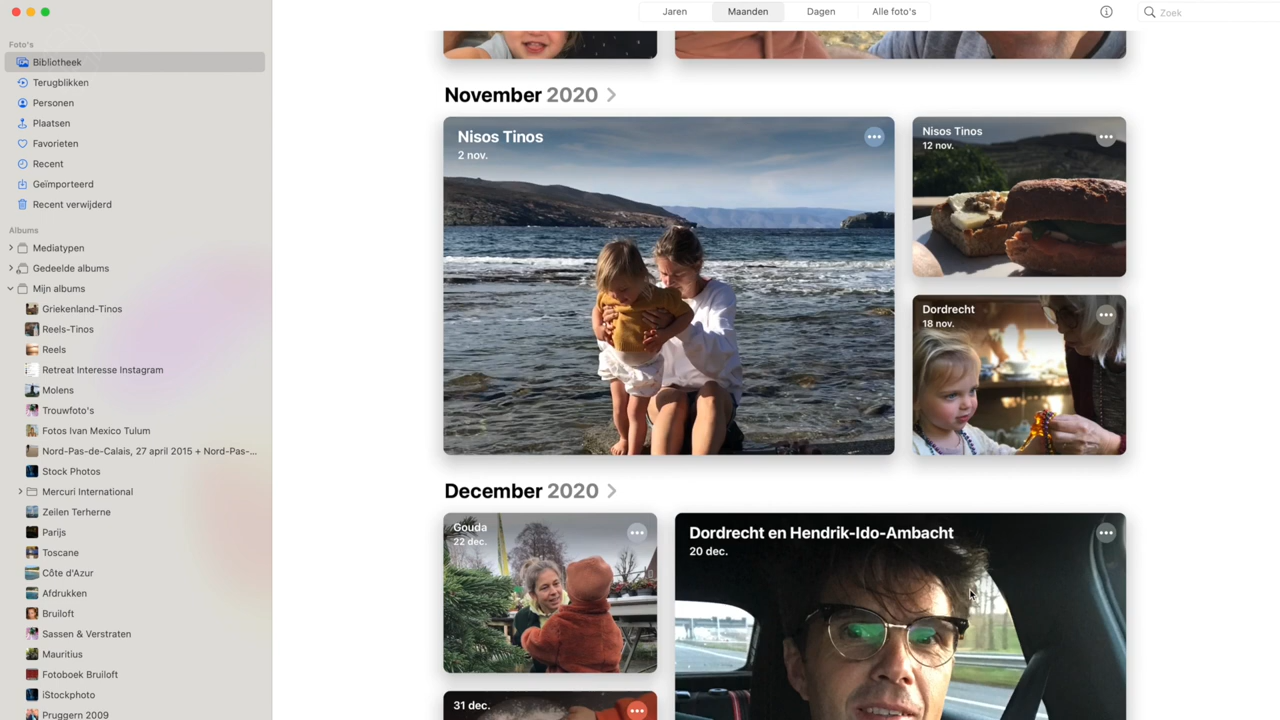 Jaren
Maanden
Dagen
Alle foto's
Zoek
Foto's
Bibliotheek
Terugblikken
Personen
Plaatsen
Favorieten
Recent
Geïmporteerd
Recent verwijderd
Albums
Mediatypen
Gedeelde albums
Mijn albums
Griekenland-Tinos
Reels-Tinos
Reels
Retreat Interesse Instagram
Molens
Trouwfoto's
Fotos Ivan Mexico Tulum
Nord-Pas-de-Calais, 27 april 2015 + Nord-Pas-...
Stock Photos
Mercuri International
Zeilen Terherne
Parijs
Toscane
Côte d'Azur
Afdrukken
Bruiloft
Sassen & Verstraten
Mauritius
Fotoboek Bruiloft
iStockphoto
Pruggern 2009
November 2020
Nisos Tinos
2 nov.
Nisos Tinos
12 nov.
Dordrecht
18 nov.
December 2020
Gouda
22 dec.
Dordrecht en Hendrik-Ido-Ambacht
20 dec.
31 dec.